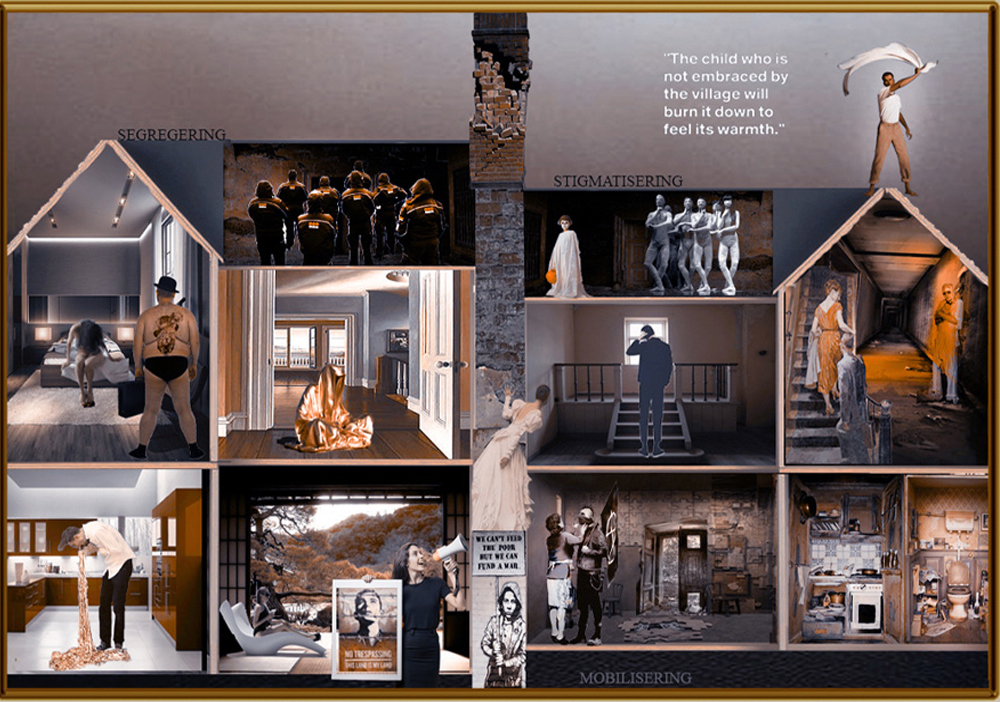 "The child who is
not embraced by
the village will
burn it down to
feel its warmth."
SEGREGERING
STIGMATISERING
WE CAN'T FEED
THE POOR
BUT WE CAN
FUND A WAR.
NO TRESPASSING
THIS LAND IS MY LAND
MOBILISERING